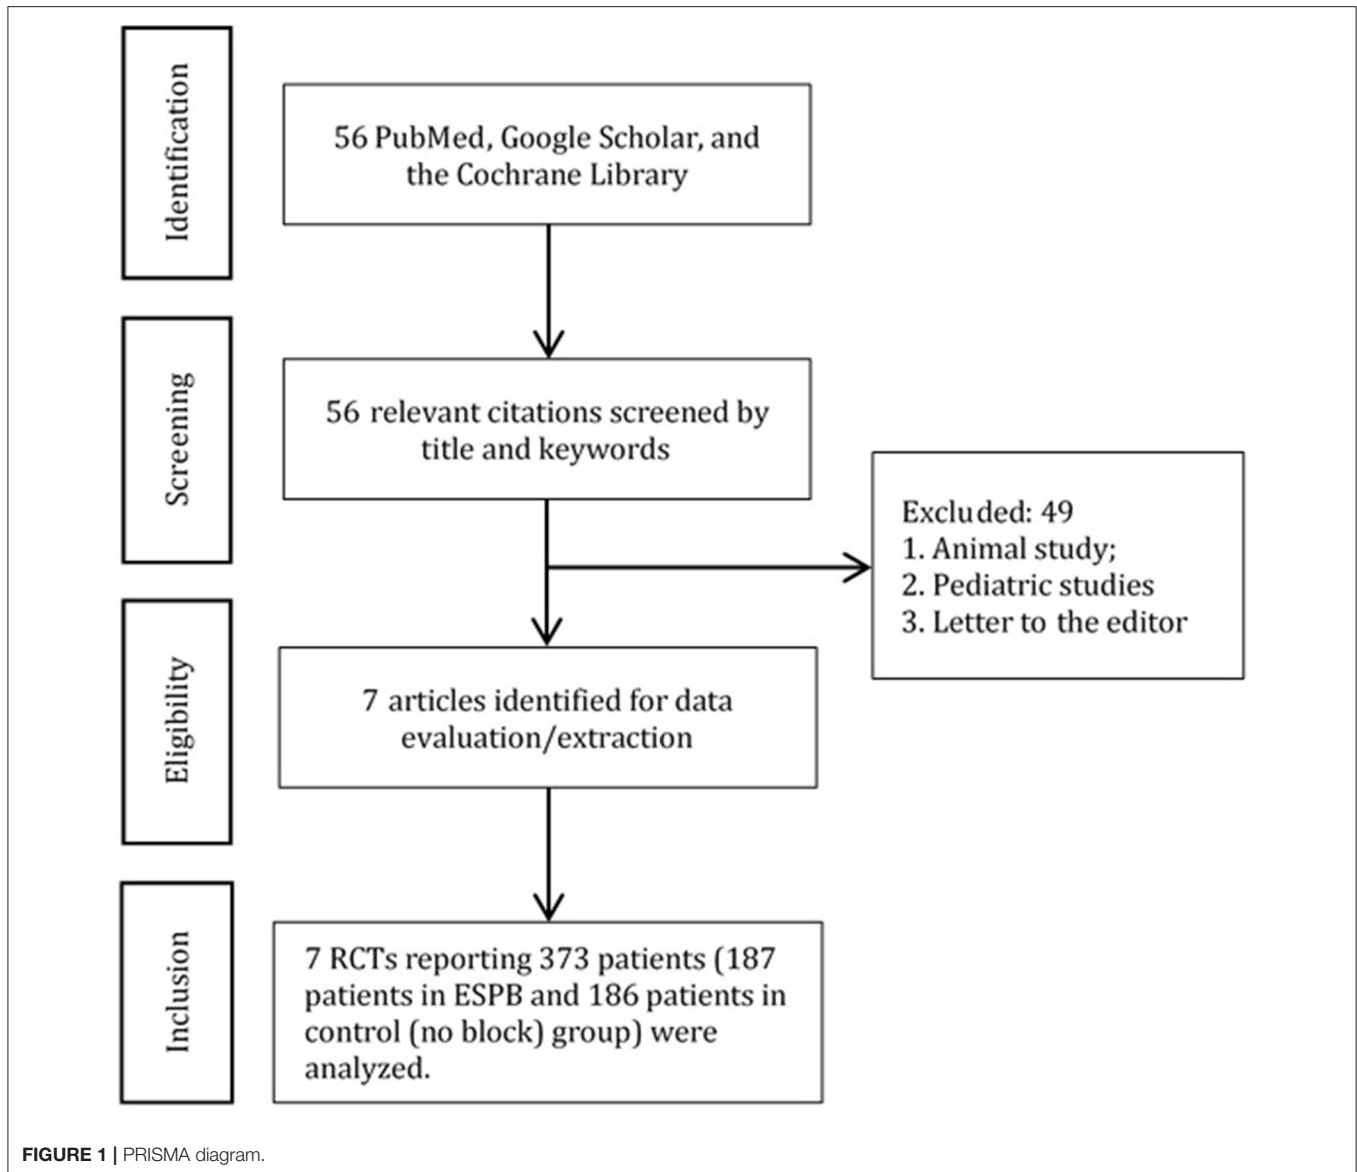 Identification
56 PubMed, Google Scholar, and
the Cochrane Library
Screening
56 relevant citations screened by
title and keywords
Excluded: 49
1. Animal study;
2. Pediatric studies
3. Letter to the editor
Eligibility
7 articles identified for data
evaluation/extraction
Inclusion
7 RCTs reporting 373 patients (187
patients in ESPB and 186 patients in
control (no block) group) were
analyzed.
FIGURE 1 | PRISMA diagram.